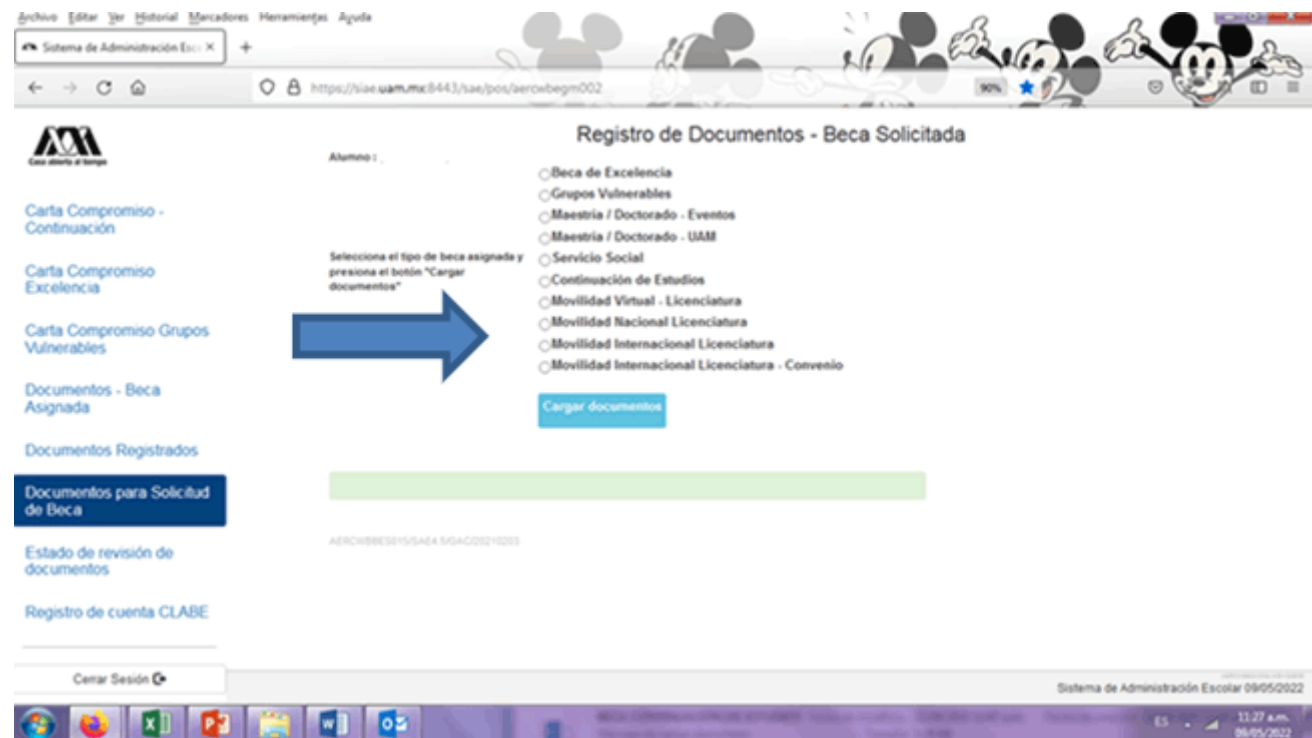 Archivo Editar Ver Historial Marcadores Herramientas Ayuda
Sistema de Administración Esc
https://siae.uam.mx:8443/sae/pos/aerowbegm002
90%
Casa abierta al tiempo
Registro de Documentos - Beca Solicitada
Alumno :
Beca de Excelencia
Grupos Vulnerables
Maestría / Doctorado - Eventos
Maestría / Doctorado - UAM
Servicio Social
Continuación de Estudios
Movilidad Virtual - Licenciatura
Movilidad Nacional Licenciatura
Movilidad Internacional Licenciatura
Movilidad Internacional Licenciatura - Convenio
Selecciona el tipo de beca asignada y
presiona el botón "Cargar
documentos"
Cargar documentos
Carta Compromiso -
Continuación
Carta Compromiso
Excelencia
Carta Compromiso Grupos
Vulnerables
Documentos - Beca
Asignada
Documentos Registrados
Documentos para Solicitud
de Beca
Estado de revisión de
documentos
Registro de cuenta CLABE
Cerrar Sesión
Sistema de Administración Escolar 09/05/2022
ES
11:27 a.m.
09/05/2022